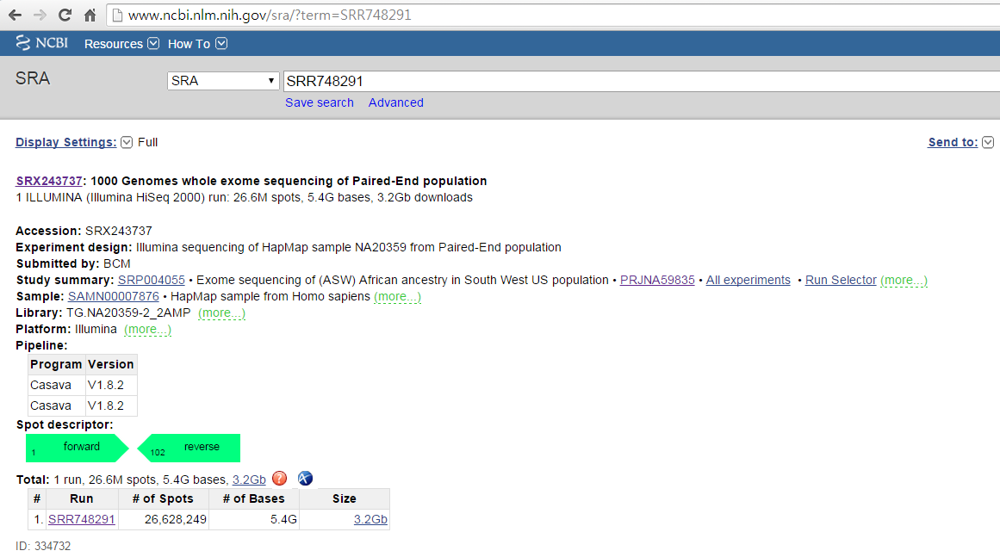 www.ncbi.nlm.nih.gov/sra/?term=SRR748291
NCBI Resources How To
SRA SRA SRR748291
Save search Advanced
Display Settings: Full Send to:
SRX243737: 1000 Genomes whole exome sequencing of Paired-End population
1 ILLUMINA (Illumina HiSeq 2000) run: 26.6M spots, 5.4G bases, 3.2Gb downloads
Accession: SRX243737
Experiment design: Illumina sequencing of HapMap sample NA20359 from Paired-End population
Submitted by: BCM
Study summary: SRP004055 • Exome sequencing of (ASW) African ancestry in South West US population • PRJNA59835 • All experiments • Run Selector (more...)
Sample: SAMN00007876 • HapMap sample from Homo sapiens (more...)
Library: TG.NA20359-2_2AMP (more...)
Platform: Illumina (more...)
Pipeline:
Program Version
Casava V1.8.2
Casava V1.8.2
Spot descriptor:
1 forward 102 reverse
Total: 1 run, 26.6M spots, 5.4G bases, 3.2Gb ?
# Run # of Spots # of Bases Size
1. SRR748291 26,628,249 5.4G 3.2Gb
ID: 334732